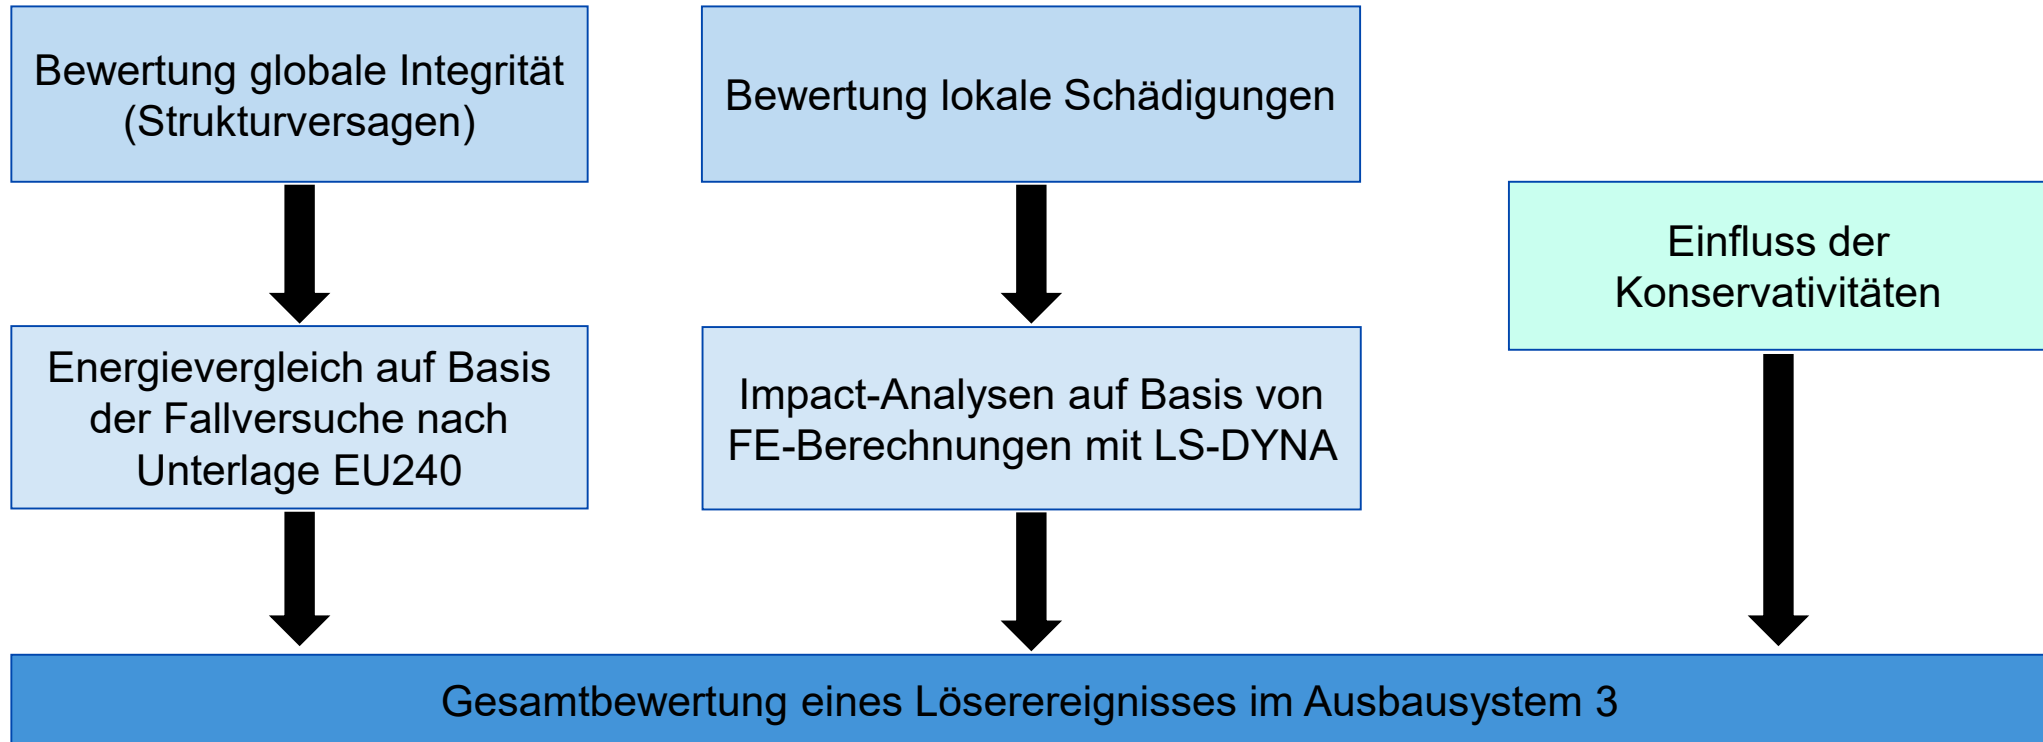 Bewertung globale Integrität
(Strukturversagen)
Bewertung lokale Schädigungen
Einfluss der
Konservativitäten
Energievergleich auf Basis
der Fallversuche nach
Unterlage EU240
Impact-Analysen auf Basis von
FE-Berechnungen mit LS-DYNA
Gesamtbewertung eines Löserereignisses im Ausbausystem 3